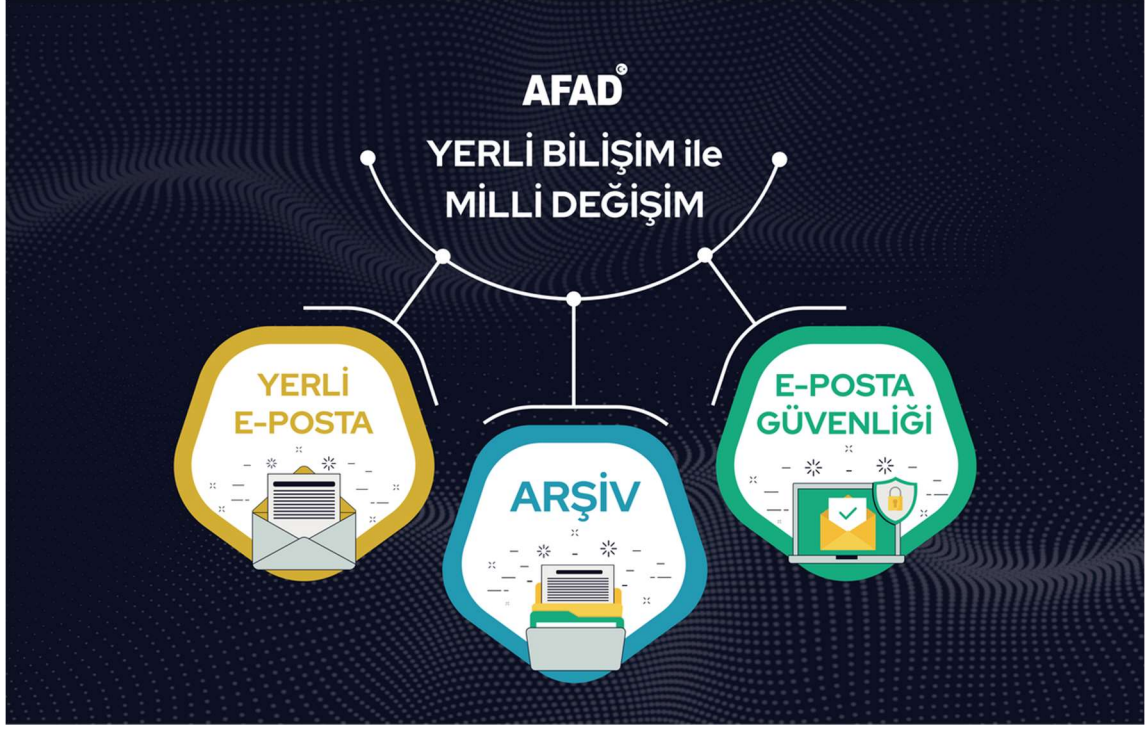 AFAD
YERLİ BİLİŞİM ile
MİLLİ DEĞİŞİM
YERLİ
E-POSTA
ARŞİV
E-POSTA
GÜVENLİĞİ